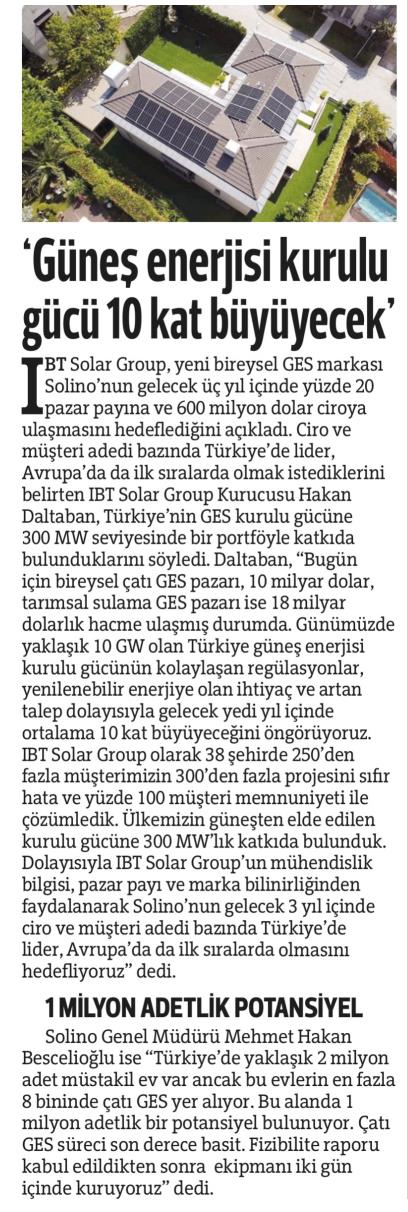 ‘Güneş enerjisi kurulu
gücü 10 kat büyüyecek’
IBT Solar Group, yeni bireysel GES markası
Solino’nun gelecek üç yıl içinde yüzde 20
pazar payına ve 600 milyon dolar ciroya
ulaşmasını hedeflediğini açıkladı. Ciro ve
müşteri adedi bazında Türkiye’de lider,
Avrupa’da da ilk sıralarda olmak istediklerini
belirten IBT Solar Group Kurucusu Hakan
Daltaban, Türkiye’nin GES kurulu gücüne
300 MW seviyesinde bir portföyle katkıda
bulunduklarını söyledi. Daltaban, “Bugün
için bireysel çatı GES pazarı, 10 milyar dolar,
tarımsal sulama GES pazarı ise 18 milyar
dolarlık hacme ulaşmış durumda. Günümüzde
yaklaşık 10 GW olan Türkiye güneş enerjisi
kurulu gücünün kolaylaşan regülasyonlar,
yenilenebilir enerjiye olan ihtiyaç ve artan
talep dolayısıyla gelecek yedi yıl içinde
ortalama 10 kat büyüyeceğini öngörüyoruz.
IBT Solar Group olarak 38 şehirde 250’den
fazla müşterimizin 300’den fazla projesini sıfır
hata ve yüzde 100 müşteri memnuniyeti ile
çözümledik. Ülkemizin güneşten elde edilen
kurulu gücüne 300 MW’lık katkıda bulunduk.
Dolayısıyla IBT Solar Group’un mühendislik
bilgisi, pazar payı ve marka bilinirliğinden
faydalanarak Solino’nun gelecek 3 yıl içinde
ciro ve müşteri adedi bazında Türkiye’de
lider, Avrupa’da da ilk sıralarda olmasını
hedefliyoruz” dedi.
1 MİLYON ADETLİK POTANSİYEL
Solino Genel Müdürü Mehmet Hakan
Bescelioğlu ise “Türkiye’de yaklaşık 2 milyon
adet müstakil ev var ancak bu evlerin en fazla
8 bininde çatı GES yer alıyor. Bu alanda 1
milyon adetlik bir potansiyel bulunuyor. Çatı
GES süreci son derece basit. Fizibilite raporu
kabul edildikten sonra ekipmanı iki gün
içinde kuruyoruz” dedi.